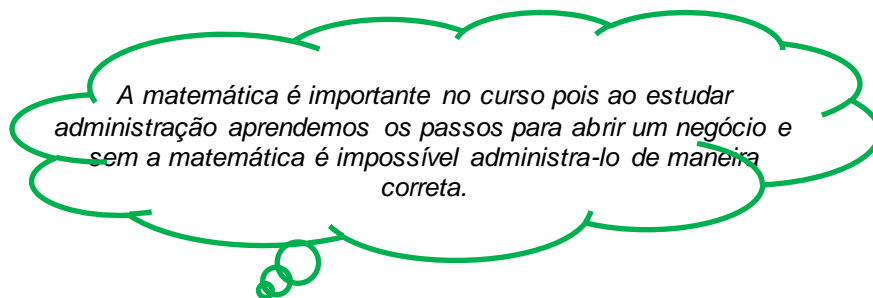 A matemática é importante no curso pois ao estudar
administração aprendemos os passos para abrir um negócio e
sem a matemática é impossível administra-lo de maneira
correta.